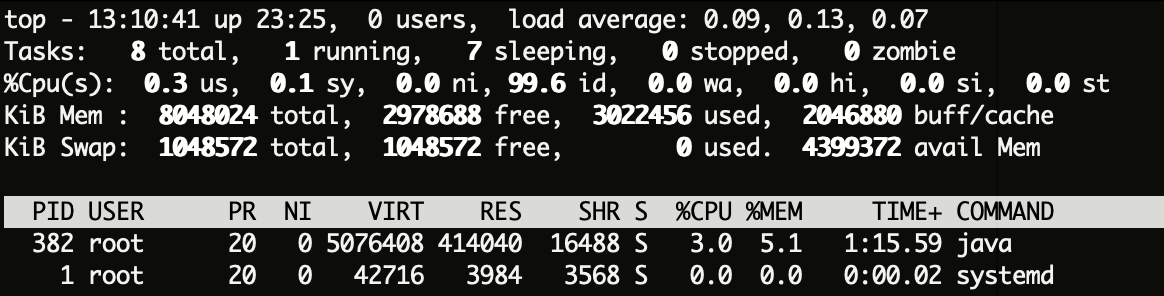 top - 13:10:41 up 23:25,  0 users,  load average: 0.09, 0.13, 0.07
Tasks:   8 total,   1 running,   7 sleeping,   0 stopped,   0 zombie
%Cpu(s):  0.3 us,  0.1 sy,  0.0 ni, 99.6 id,  0.0 wa,  0.0 hi,  0.0 si,  0.0 st
KiB Mem :  8048024 total,  2978688 free,  3022456 used,  2046880 buff/cache
KiB Swap:  1048572 total,  1048572 free,        0 used.  4399372 avail Mem
  PID USER      PR  NI    VIRT    RES    SHR S  %CPU %MEM     TIME+ COMMAND
  382 root      20   0 5076408 414040  16488 S   3.0  5.1   1:15.59 java
    1 root      20   0   42716   3984   3568 S   0.0  0.0   0:00.02 systemd